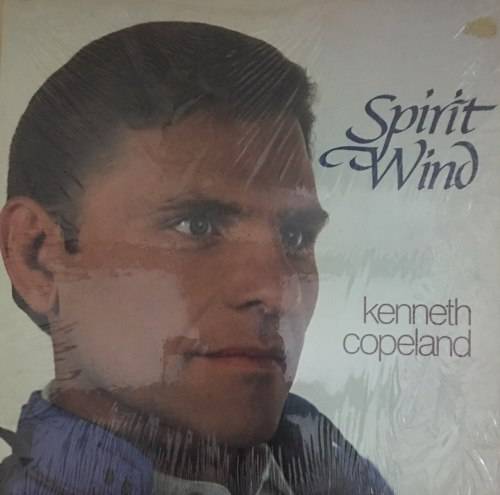 Spirit
Wind
kenneth
copeland